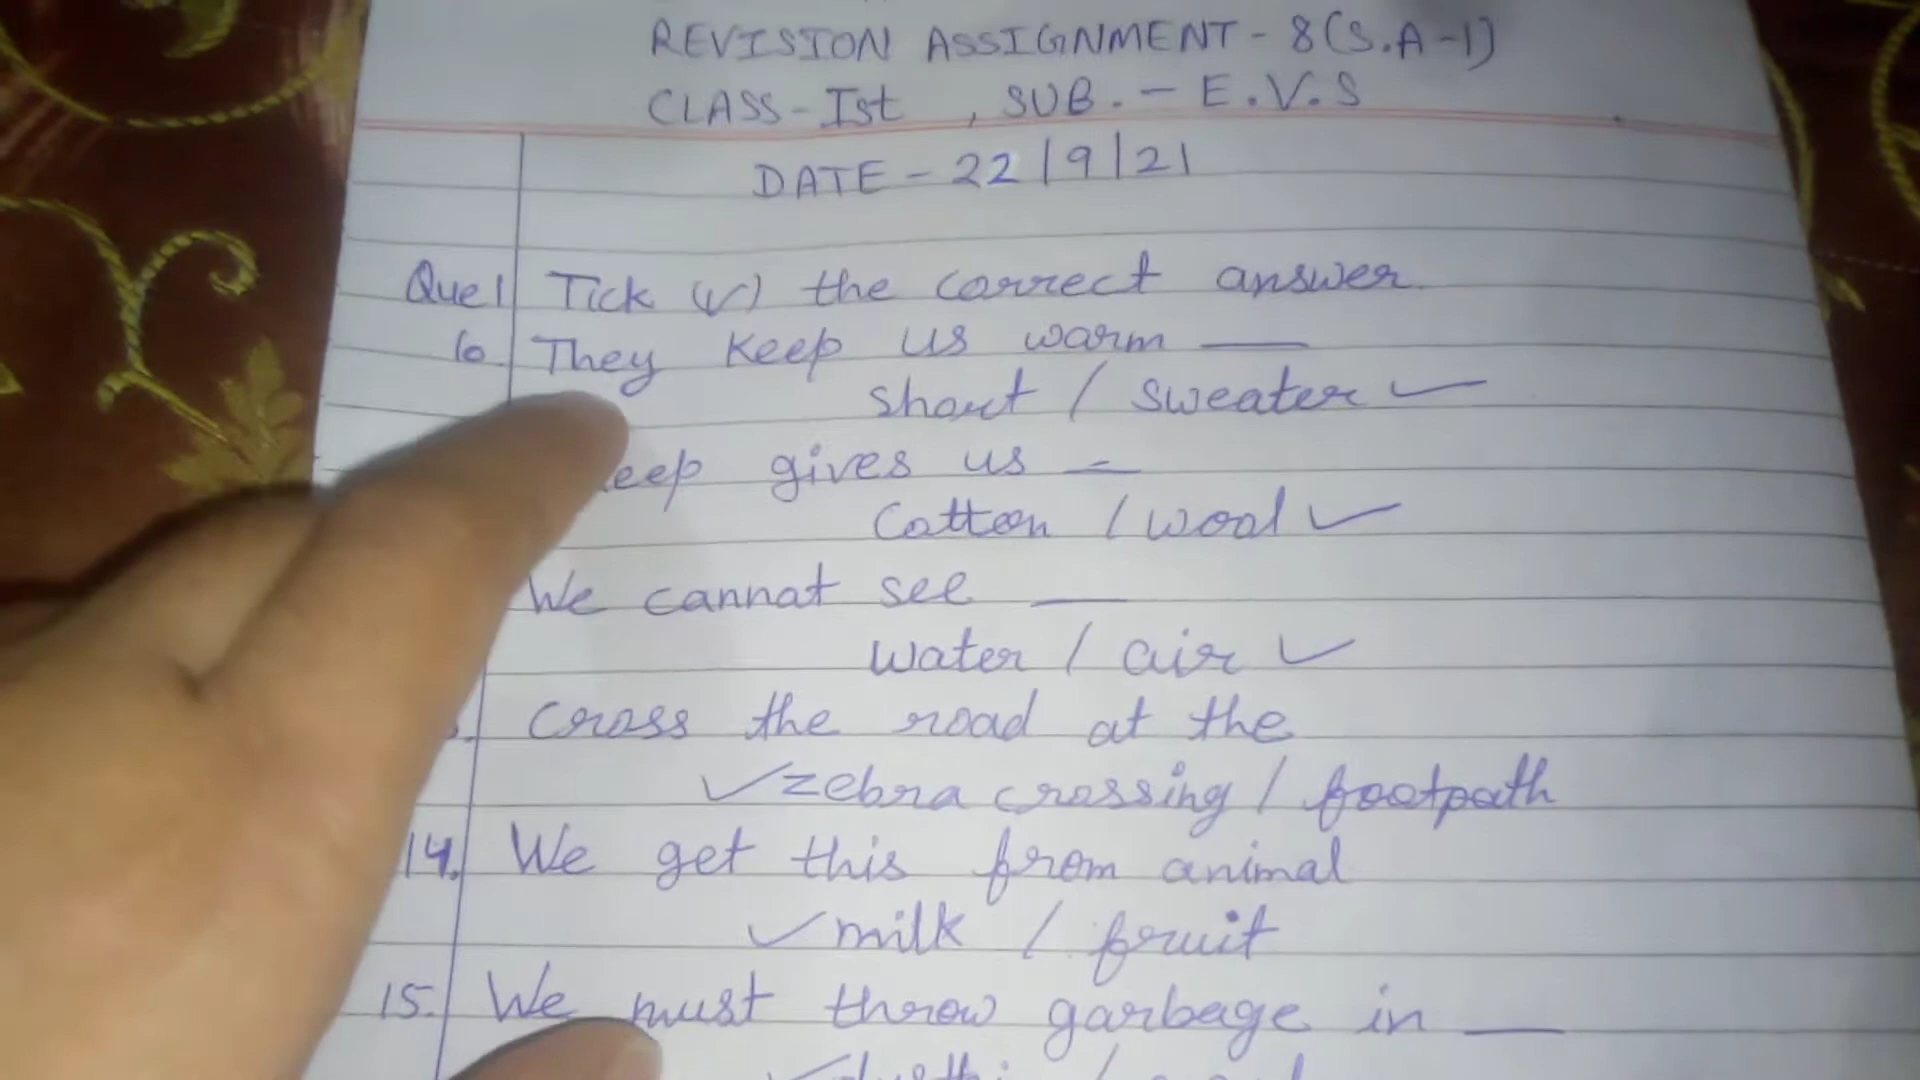 REVISION ASSIGNMENT - 8 (S.A-1)
CLASS - Ist , SUB. - E.V.S
DATE - 22/9/21
Que1 Tick (✓) the correct answer.
They keep us warm ___
short / sweater ✓
gives us _
Cotton / wool ✓
We cannot see ___
water / air ✓
Cross the road at the
✓ zebra crossing / footpath
14. We get this from animal
✓ milk / fruit
15. We must throw garbage in ___